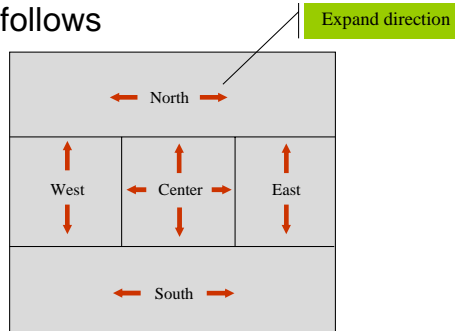 follows
Expand direction
North
West Center East
South